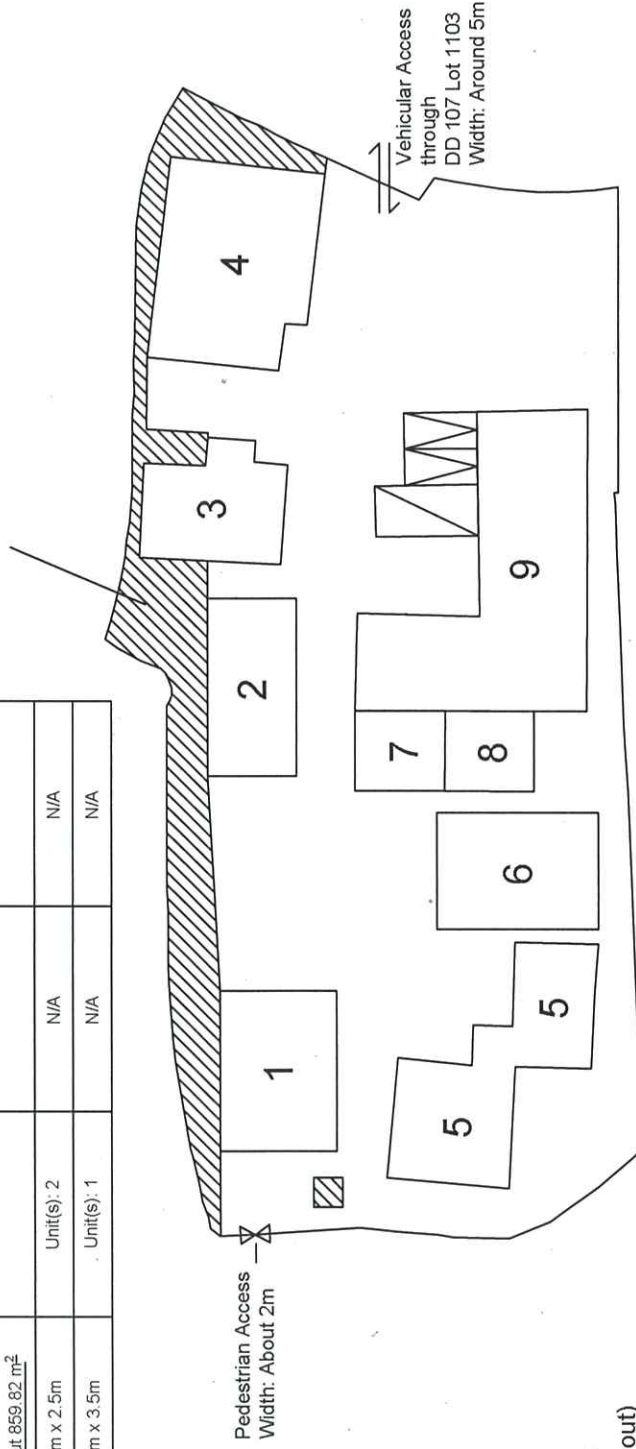 ut 859.82 m²
m x 2.5m
Unit(s): 2
N/A
N/A
m x 3.5m
Unit(s): 1
N/A
N/A
Pedestrian Access
Width: About 2m
Vehicular Access
through
DD 107 Lot 1103
Width: Around 5m
1
2
3
4
5
5
6
7
8
9
out)